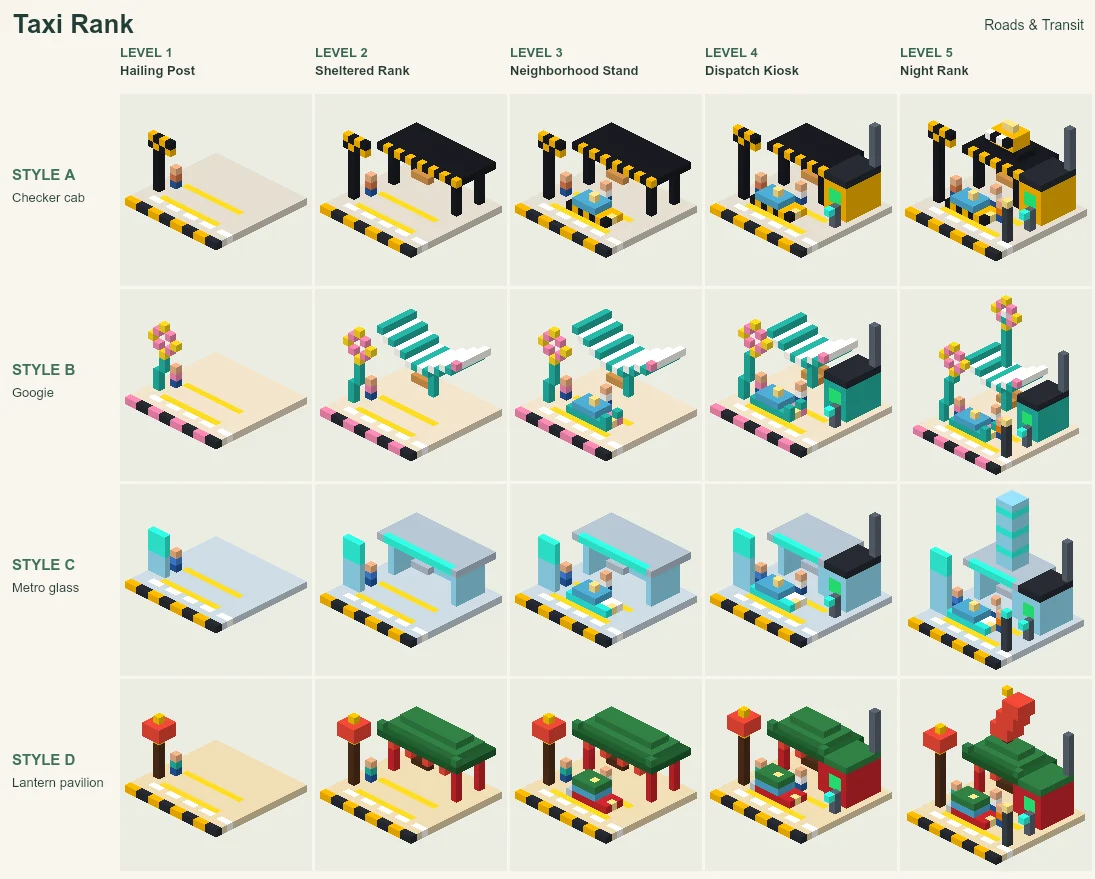 Taxi Rank
Roads & Transit
LEVEL 1
Hailing Post
LEVEL 2
Sheltered Rank
LEVEL 3
Neighborhood Stand
LEVEL 4
Dispatch Kiosk
LEVEL 5
Night Rank
STYLE A
Checker cab
STYLE B
Googie
STYLE C
Metro glass
STYLE D
Lantern pavilion